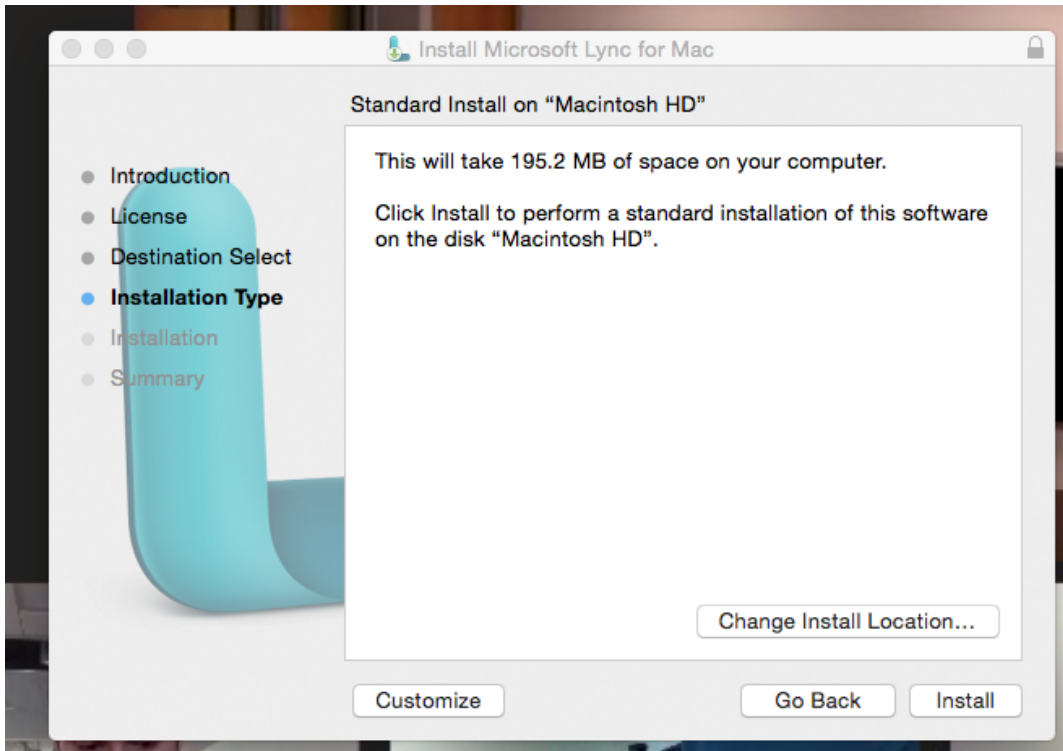 Install Microsoft Lync for Mac
Standard Install on “Macintosh HD”
Introduction
License
Destination Select
Installation Type
Installation
Summary
This will take 195.2 MB of space on your computer.
Click Install to perform a standard installation of this software
on the disk “Macintosh HD”.
Change Install Location...
Customize
Go Back
Install